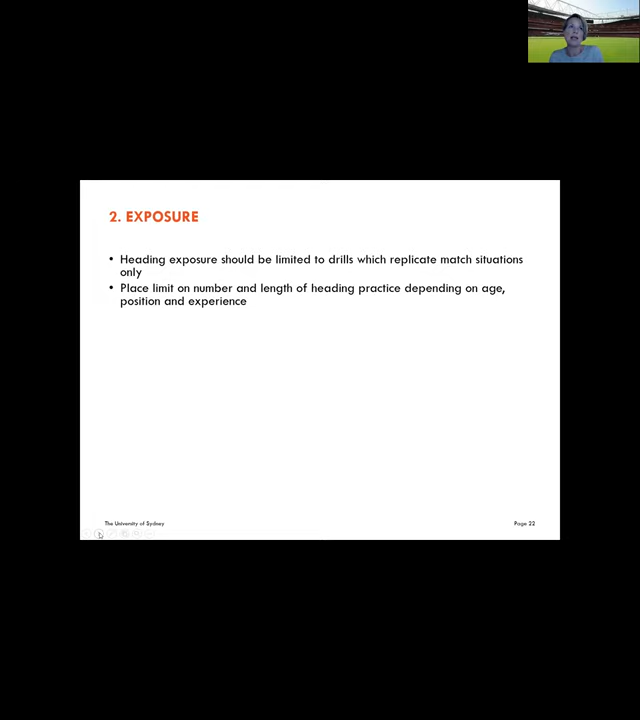 2. EXPOSURE
• Heading exposure should be limited to drills which replicate match situations
only
• Place limit on number and length of heading practice depending on age,
position and experience
The University of Sydney
Page 22